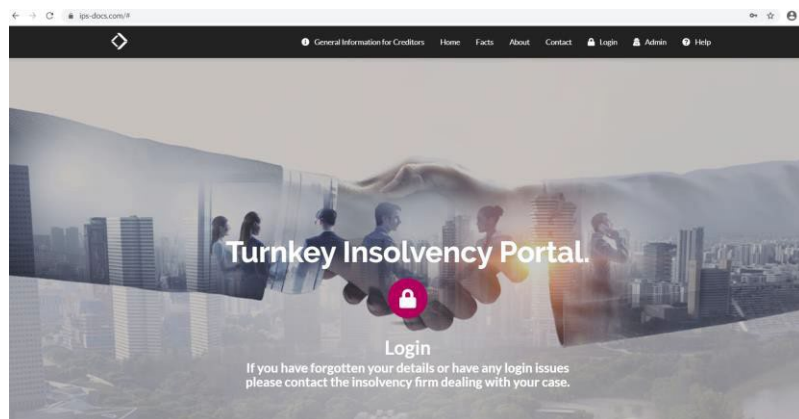 ips-docs.com/#
General Information for Creditors Home Facts About Contact Login Admin Help
Turnkey Insolvency Portal.
Login
If you have forgotten your details or have any login issues
please contact the insolvency firm dealing with your case.